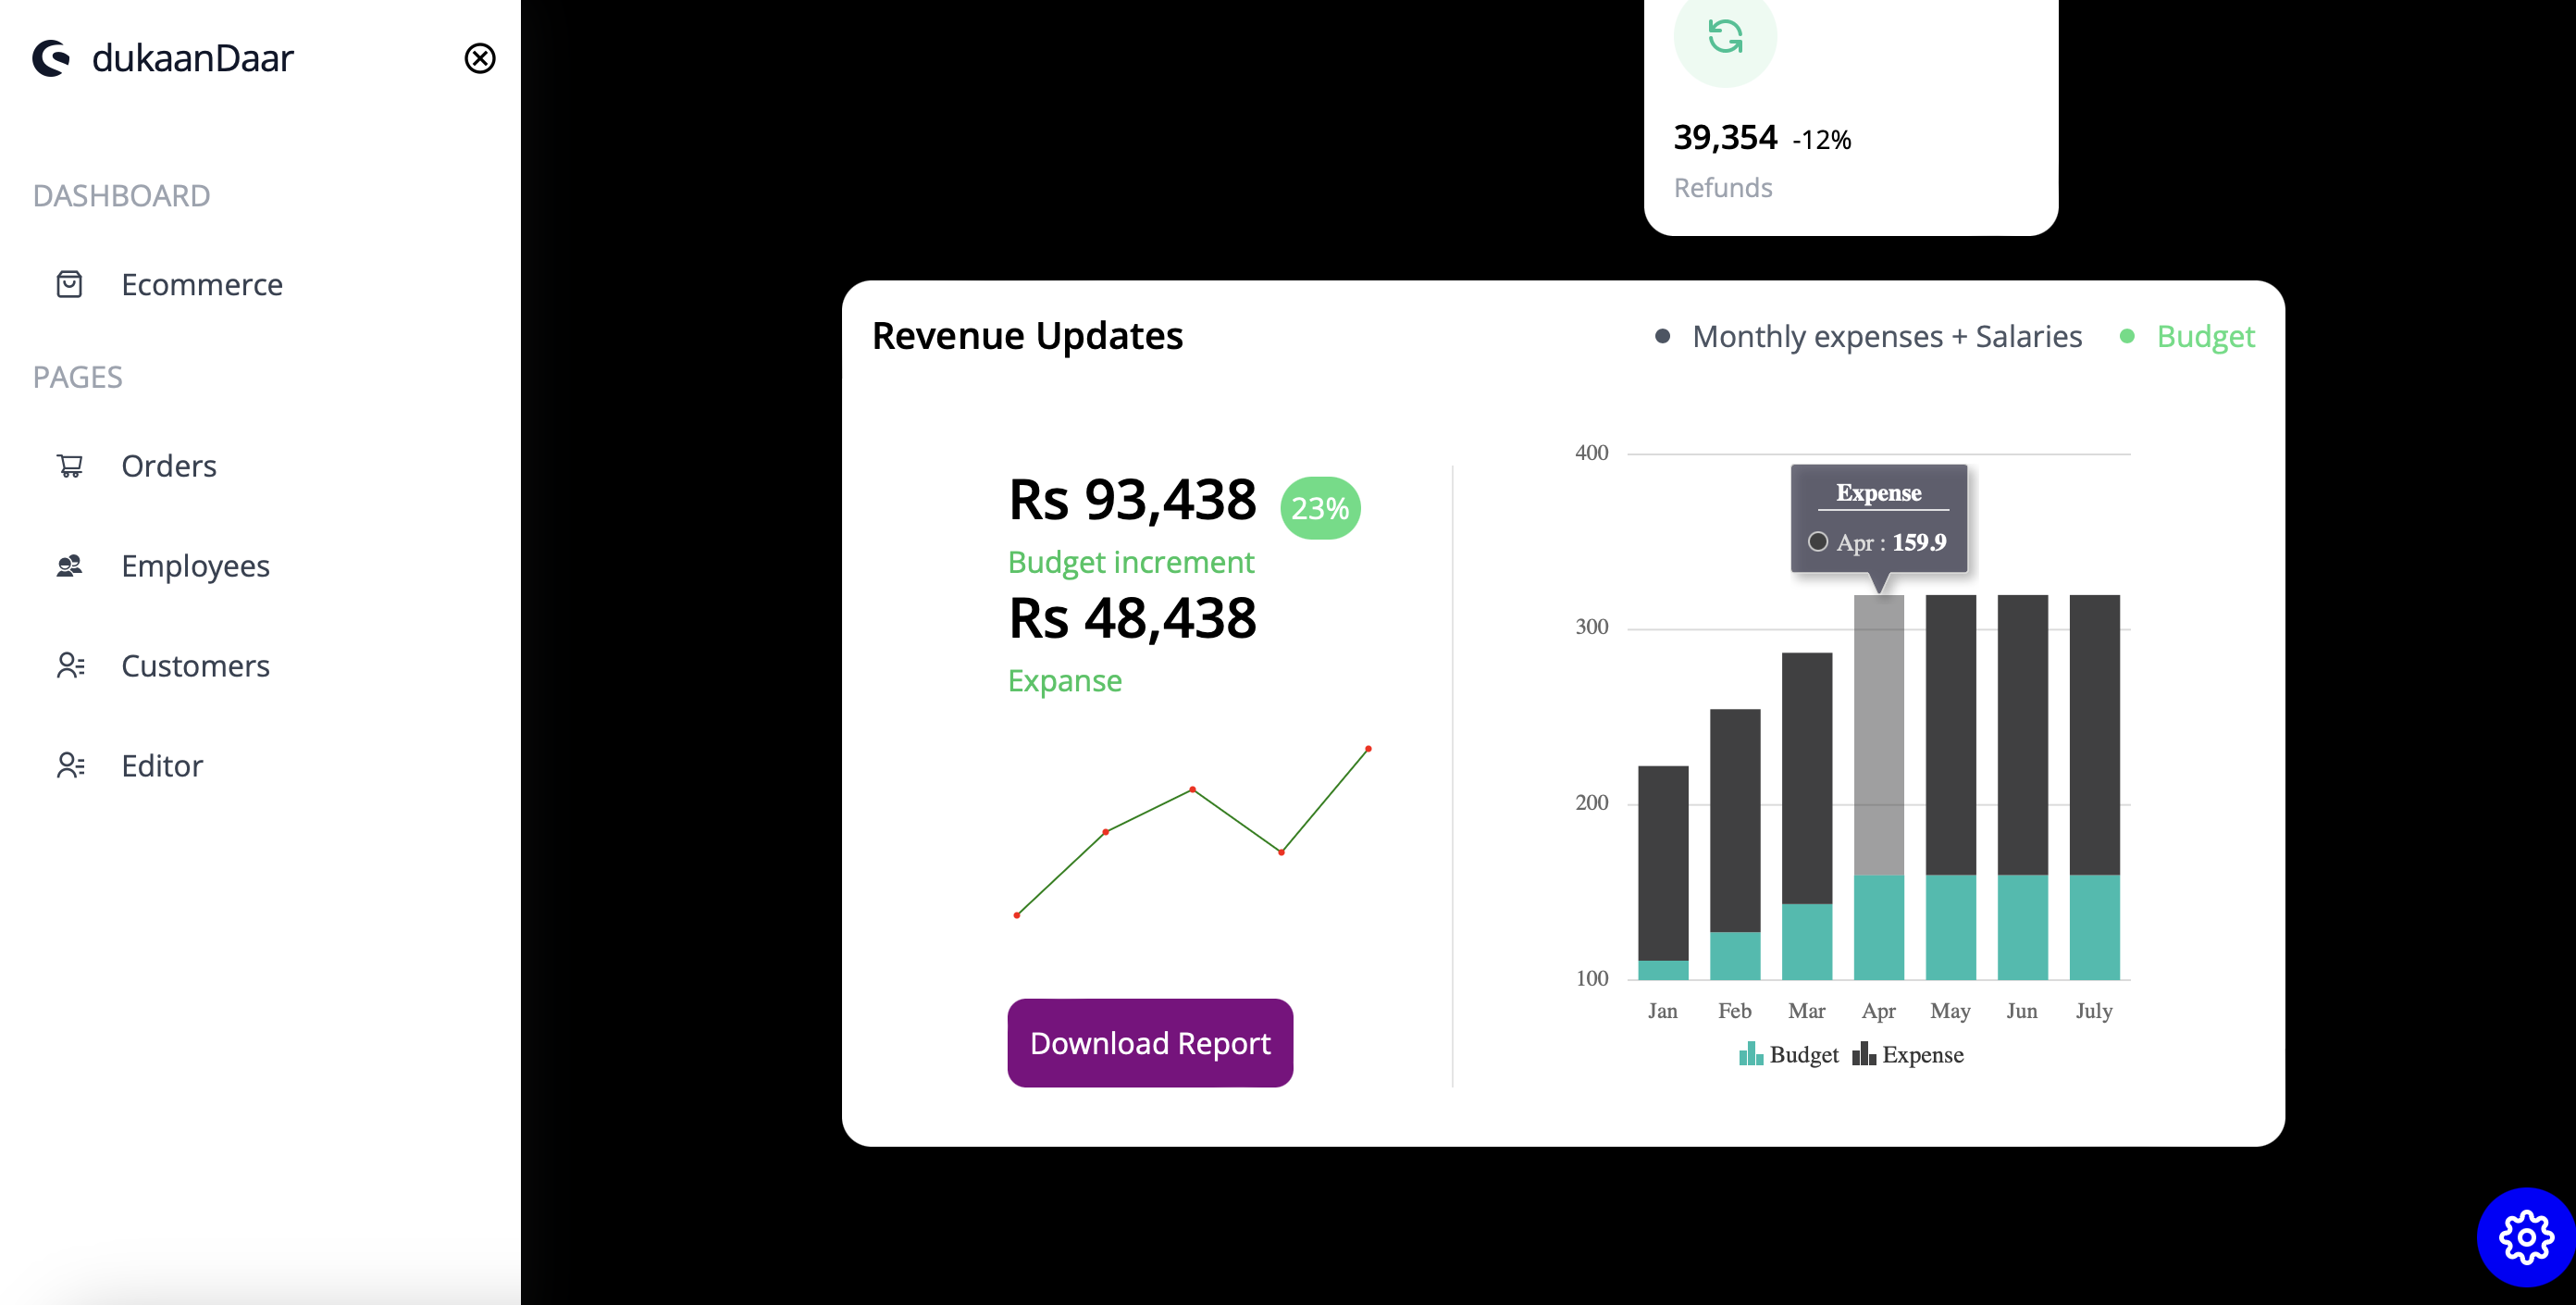 dukaanDaar
DASHBOARD
Ecommerce
PAGES
Orders
Employees
Customers
Editor
39,354 -12%
Refunds
Revenue Updates
Monthly expenses + Salaries
Budget
Rs 93,438 23%
Budget increment
Rs 48,438
Expanse
Download Report
400
300
200
100
Expense
Apr : 159.9
Jan Feb Mar Apr May Jun July
Budget Expense